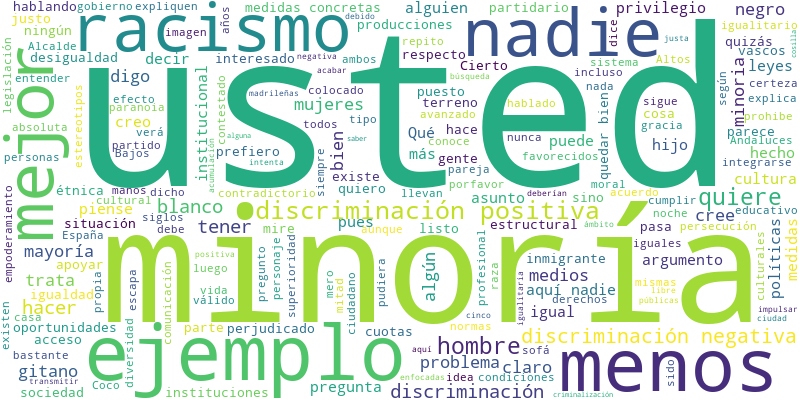 hablando
gobierno
expliquen
medidas concretas
alguien
partidario
privilegio
negro
justo
ningún
racismo
años
imagen
debido
repito
producciones
nadie
dice
igualitario
quizás
legislación
Alcalde
desigualdad
decir
interesado
ambos
respecto
Cierto
sistema
Altos
justa
vascos
cosilla
leyes
entender
digo
negativa
acabar
incluso
certeza
mejor
estereotipos
efecto
paranoia
institucional
colocado
búsqueda
puesto
según
explica
creo
mujeres
madrileñas
terreno
hablado
minoría
prohibe
absoluta
verá
contestado
alguna
tipo
avanzado
sigue
cosa
parece
personas
partido
Bajos
todos
conoce
Qué
hace
nunca
gracia
Andaluces
usted
prefiero
acumulación
intenta
saber
siempre
bien
más
gente
puede
favorecidos
quedar bien
hijo
hecho
integrarse
étnica
manos
dicho
existe
quiero
pareja
llevan
porfavor
moral
cultura
empoderamiento
cultural
contradictorio
asunto
sino
deberían
acuerdo
cumplir
quiere
piense
siglos
blanco
discriminación positiva
noche
educativo
situación
debe
tener
mire
pues
aunque
listo
estructural
ámbito
persecución
mayoría
España
cree
pasa
iguales
políticas
medidas
apoyar
propia
minoría
pregunto
superioridad
personaje
algún
profesional
raza
inmigrante
argumento
culturales
trata
escapa
comunicación
luego
mero
mitad
pudiera
medios
mismas
libre
igualdad
positiva
vida
válido
ciudadano
igualitaria
aquí nadie
derechos
públicas
hacer
casa
existen
oportunidades
diversidad
parte
perjudicado
cuotas
normas
cinco
igual
ciudad
impulsar
acceso
ejemplo
aqui
hombre
sofá
discriminación negativa
bastante
gitano
transmitir
problema
claro
sido
menos
sociedad
Coco
instituciones
pregunta
enfocadas
idea
condiciones
discriminación
criminalización
nada